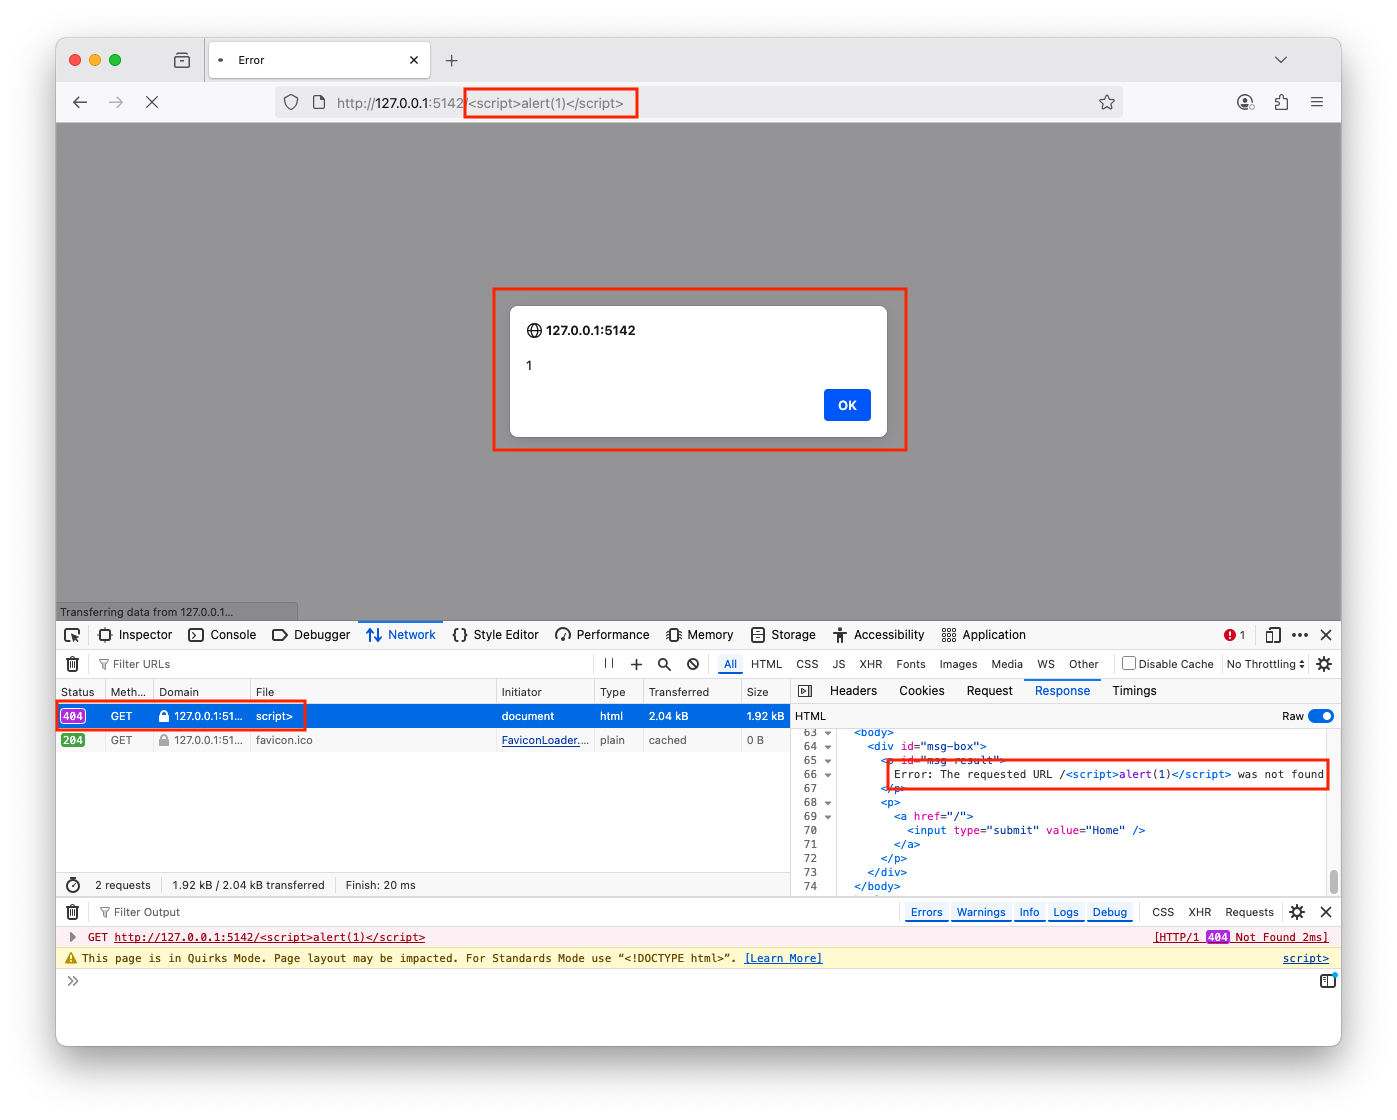 Error
http://127.0.0.1:5142/<script>alert(1)</script>
127.0.0.1:5142
1
OK
Transferring data from 127.0.0.1...
Inspector Console Debugger Network Style Editor Performance Memory Storage Accessibility Application 1
Filter URLs All HTML CSS JS XHR Fonts Images Media WS Other Disable Cache No Throttling
Status Meth... Domain File Initiator Type Transferred Size Headers Cookies Request Response Timings
404 GET 127.0.0.1:51... script> document html 2.04 kB 1.92 kB
204 GET 127.0.0.1:51... favicon.ico FaviconLoader.... plain cached 0 B
HTML Raw
63 <body>
64 <div id="msg-box">
65 <p id="msg-result">
66 Error: The requested URL /<script>alert(1)</script> was not found
67 </p>
68 <p>
69 <a href="/">
70 <input type="submit" value="Home" />
71 </a>
72 </p>
73 </div>
74 </body>
2 requests 1.92 kB / 2.04 kB transferred Finish: 20 ms
Filter Output Errors Warnings Info Logs Debug CSS XHR Requests
GET http://127.0.0.1:5142/<script>alert(1)</script> [HTTP/1 404 Not Found 2ms]
This page is in Quirks Mode. Page layout may be impacted. For Standards Mode use “<!DOCTYPE html>”. [Learn More] script>